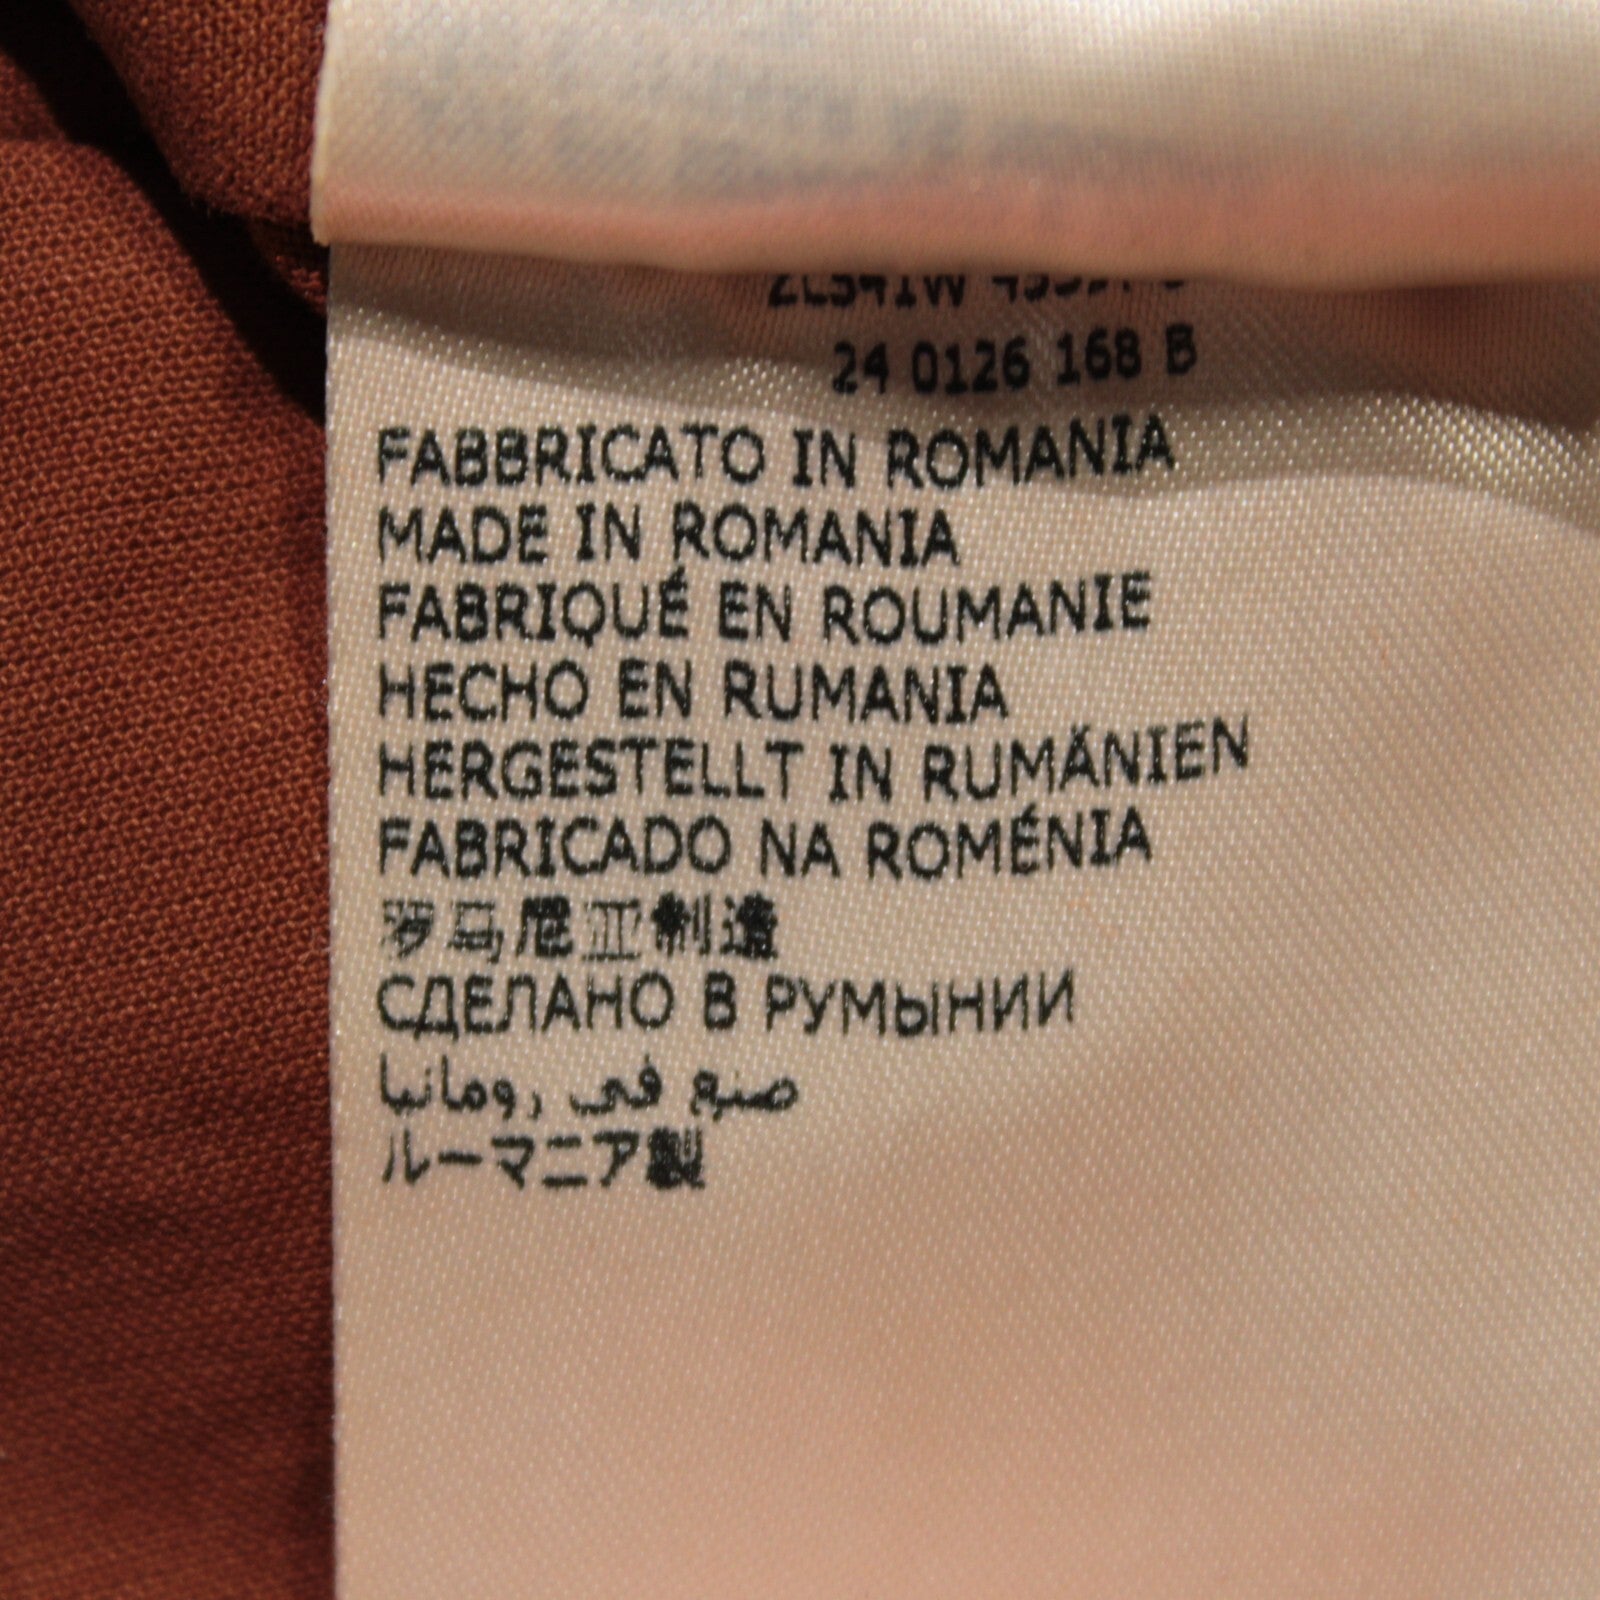 24 0126 168 B
FABBRICATO IN ROMANIA
MADE IN ROMANIA
FABRIQUÉ EN ROUMANIE
HECHO EN RUMANIA
HERGESTELLT IN RUMÄNIEN
FABRICADO NA ROMÉNIA
罗马尼亚制造
СДЕЛАНО В РУМЫНИИ
صنع في رومانيا
ルーマニア製